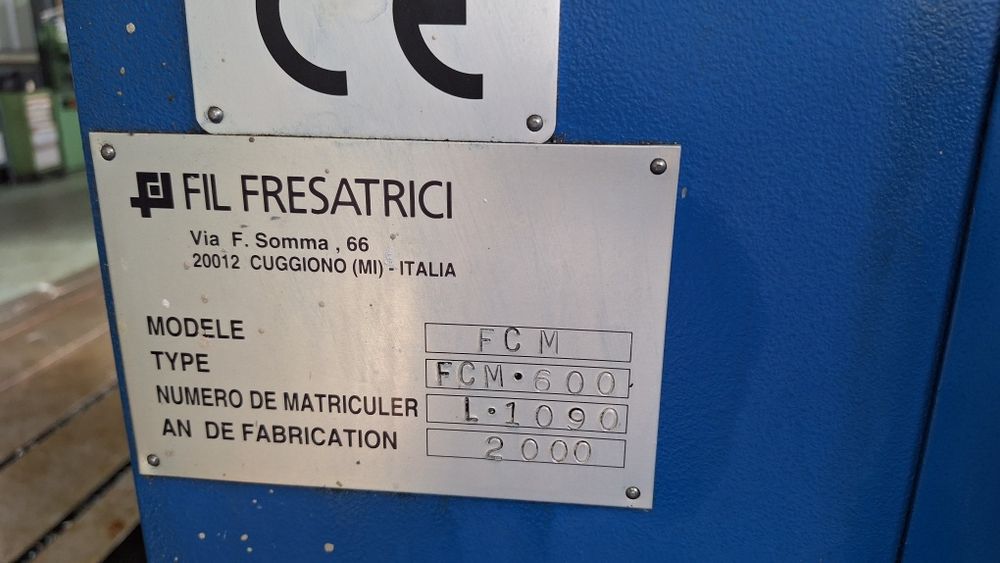 CE
FIL FRESATRICI
Via F. Somma , 66
20012 CUGGIONO (MI) - ITALIA
MODELE FCM
TYPE FCM•600
NUMERO DE MATRICULER L•1090
AN DE FABRICATION 2000